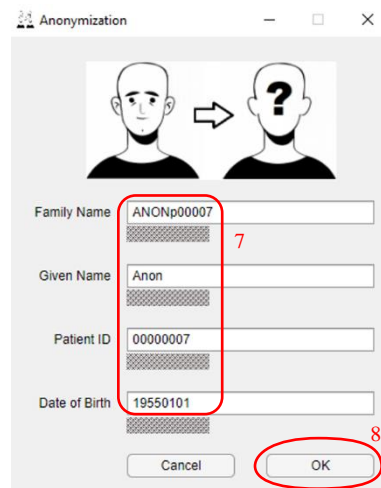 Anonymization
?
Family Name ANONp00007
7
Given Name Anon
Patient ID 00000007
Date of Birth 19550101
8
Cancel OK